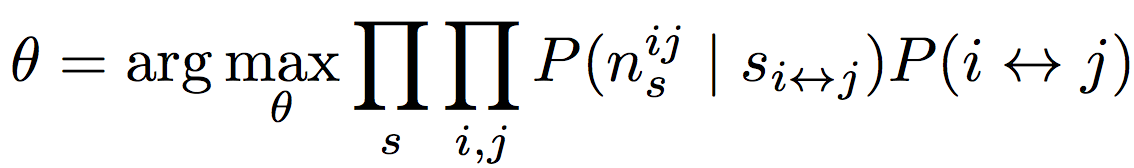 θ = arg max_θ ∏_s ∏_{i,j} P(n_s^{ij} | s_{i↔j})P(i ↔ j)